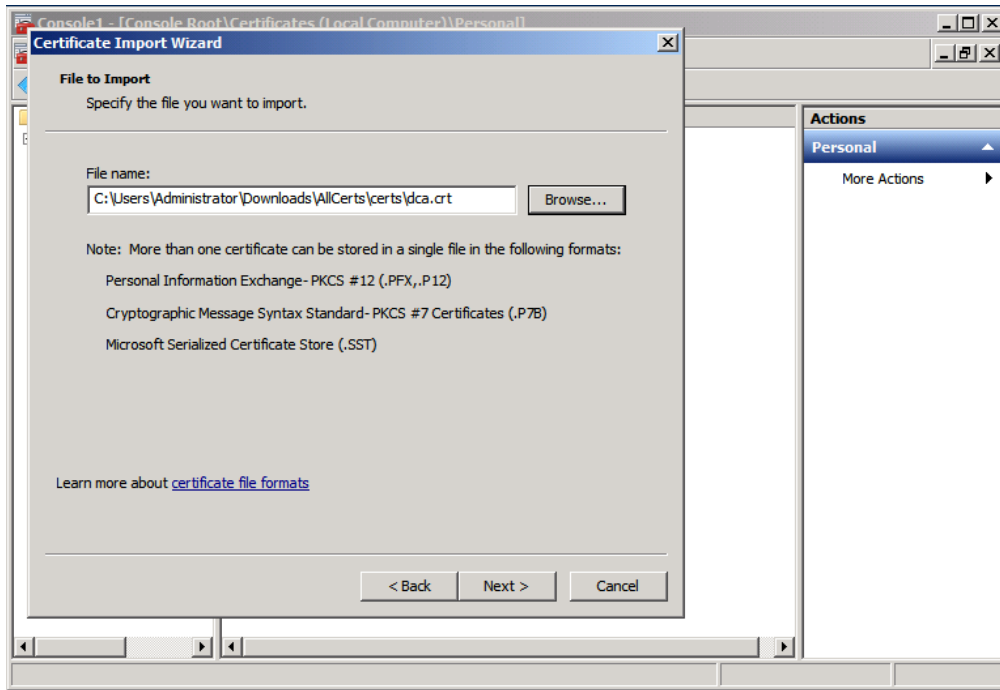 Console1 - [Console Root\Certificates (Local Computer)\Personal]
Certificate Import Wizard
File to Import
Specify the file you want to import.
File name:
C:\Users\Administrator\Downloads\AllCerts\certs\dca.crt
Browse...
Note: More than one certificate can be stored in a single file in the following formats:
Personal Information Exchange- PKCS #12 (.PFX,.P12)
Cryptographic Message Syntax Standard- PKCS #7 Certificates (.P7B)
Microsoft Serialized Certificate Store (.SST)
Learn more about certificate file formats
< Back
Next >
Cancel
Actions
Personal
More Actions